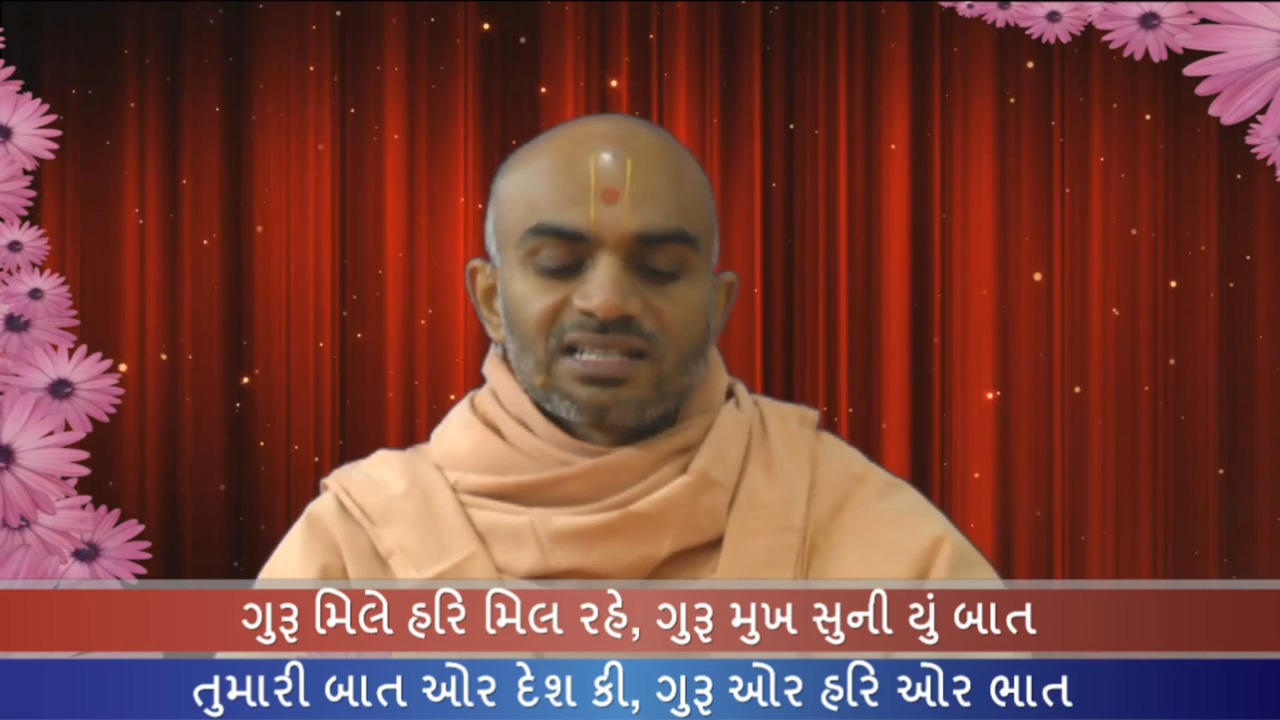 ગુરૂ મિલે હરિ મિલ રહે, ગુરૂ મુખ સુની યું બાત
તુમારી બાત ઓર દેશ કી, ગુરૂ ઓર હરિ ઓર ભાત